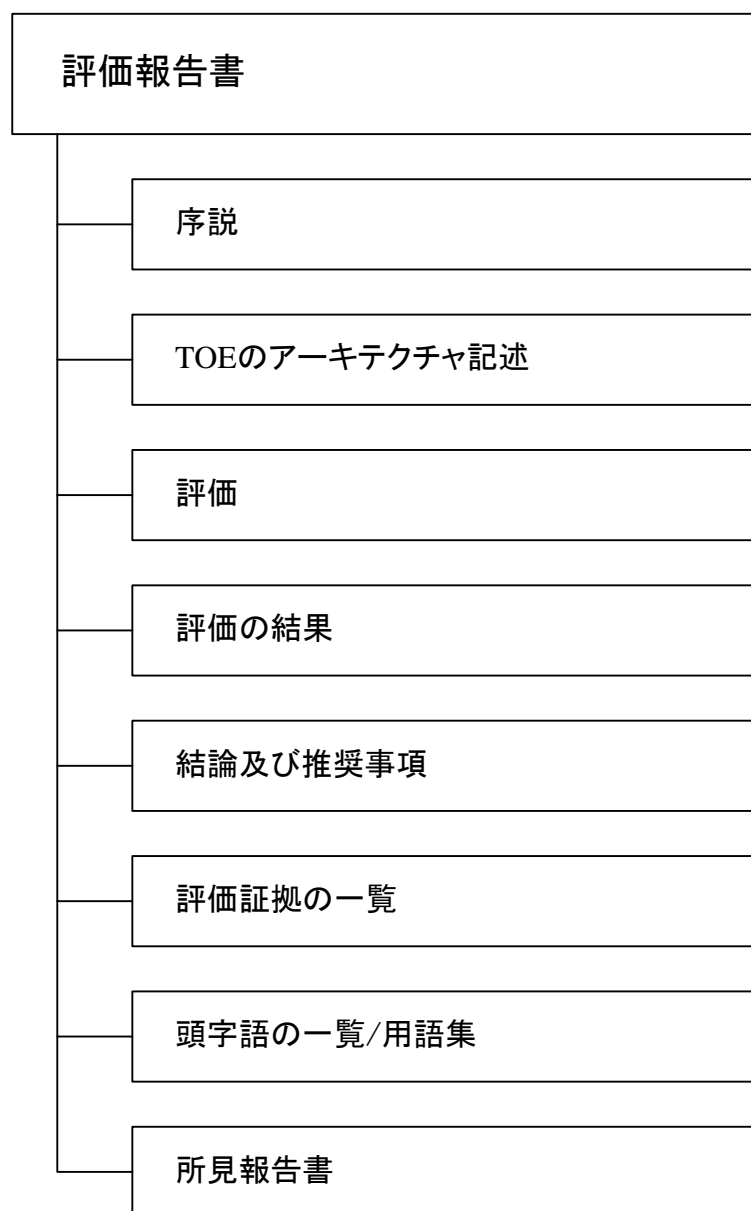 評価報告書
序説
TOEのアーキテクチャ記述
評価
評価の結果
結論及び推奨事項
評価証拠の一覧
頭字語の一覧/用語集
所見報告書